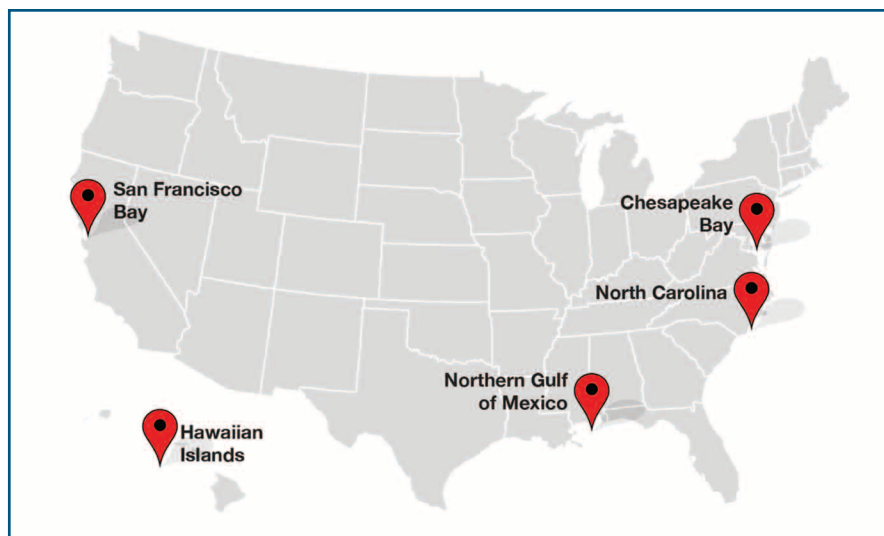 San Francisco
Bay
Chesapeake
Bay
North Carolina
Northern Gulf
of Mexico
Hawaiian
Islands